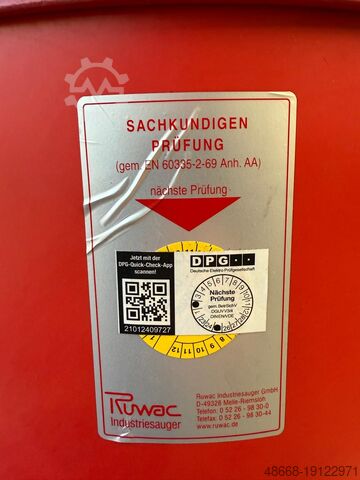 SACHKUNDIGEN
PRÜFUNG
(gem. EN 60335-2-69 Anh. AA)
nächste Prüfung
Jetzt mit der
DPG-Quick-Check-App
scannen!
21012409727
DPG
Deutsche Elektro Prüfgesellschaft
Nächste
Prüfung
gem. BetrSichV
DGUV V3/4
DIN/EN/VDE
Ruwac
Industriesauger
Ruwac Industriesauger GmbH
D-49328 Melle-Riemsloh
Telefon: 0 52 26 - 98 30-0
Telefax: 0 52 26 - 98 30-44
www.ruwac.de
48668-19122971